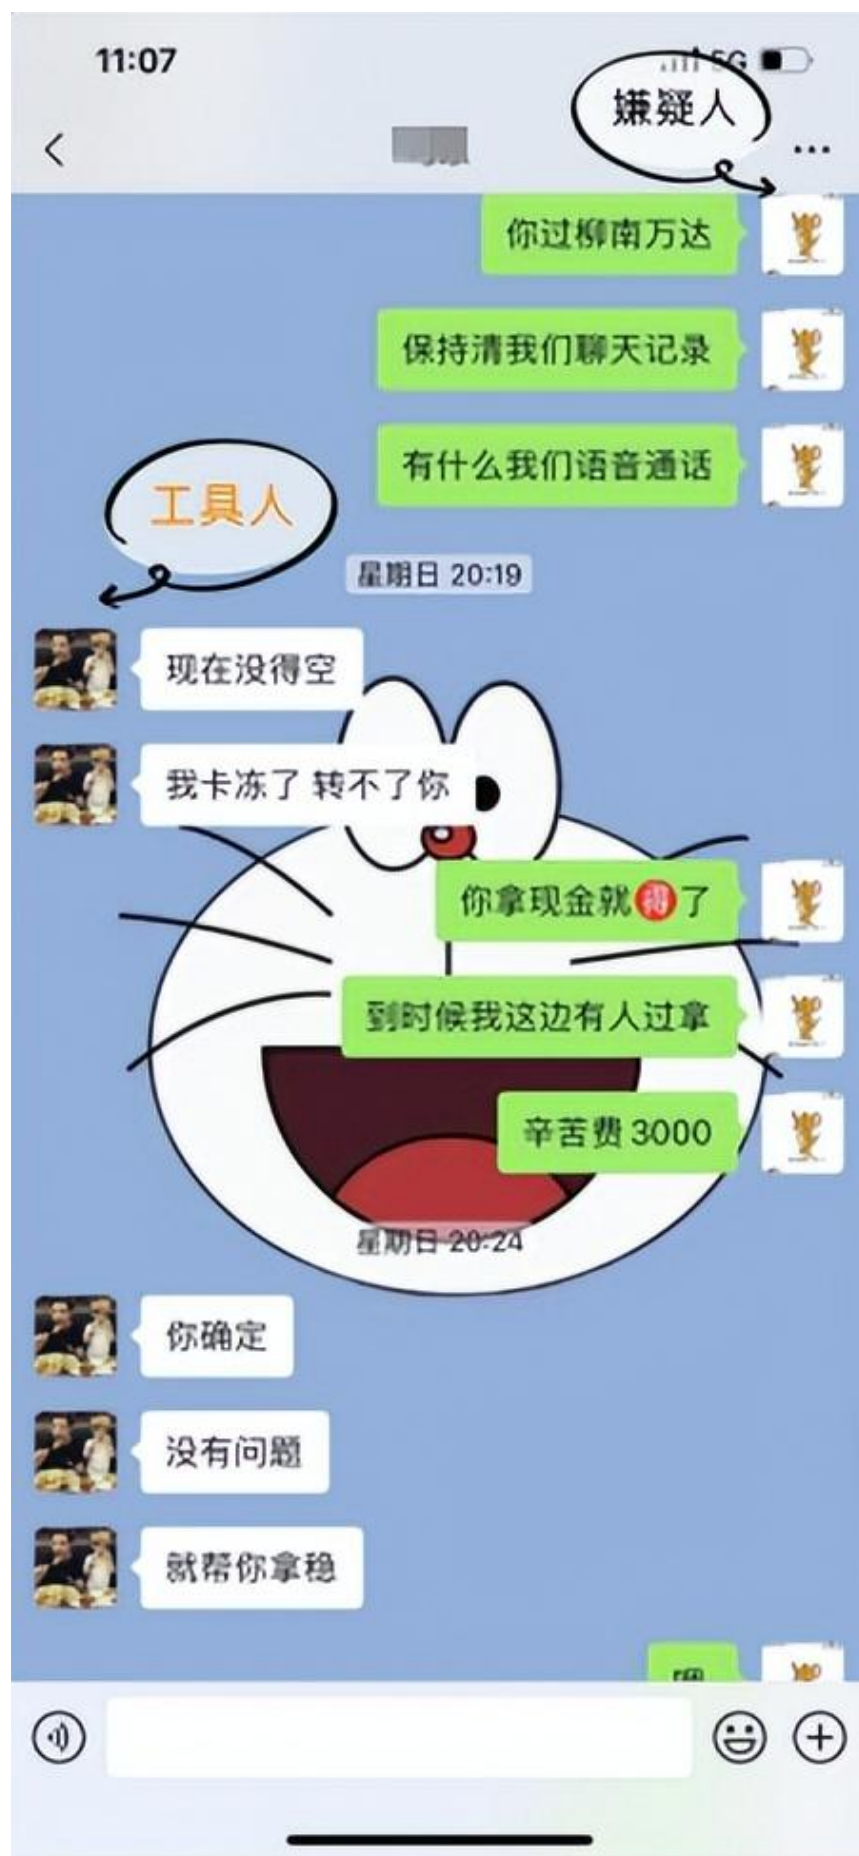 11:07
5G
嫌疑人
你过柳南万达
保持清我们聊天记录
有什么我们语音通话
工具人
星期日 20:19
现在没得空
我卡冻了 转不了你
你拿现金就得了
到时候我这边有人过拿
辛苦费 3000
星期日 20:24
你确定
没有问题
就帮你拿稳